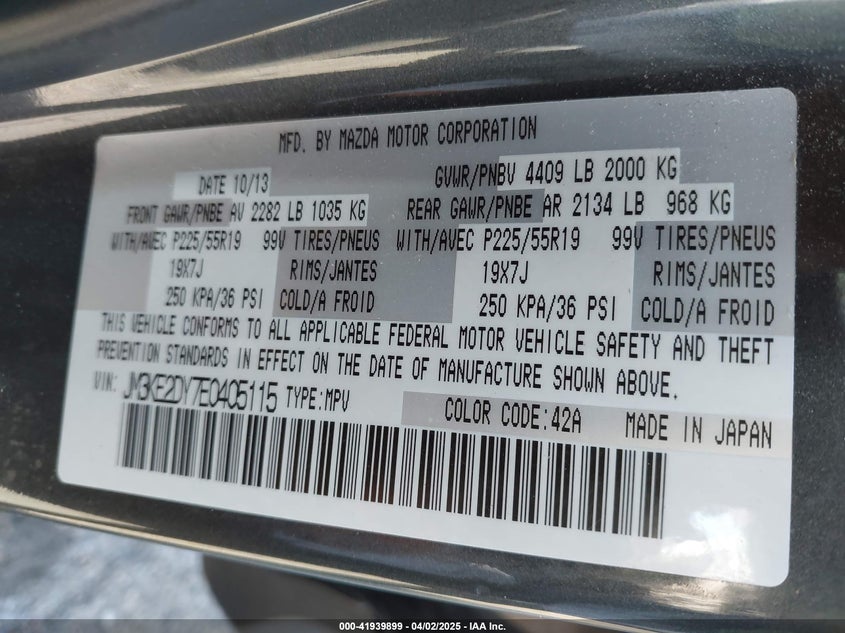 MFD. BY MAZDA MOTOR CORPORATION
DATE 10/13 GVWR/PNBV 4409 LB 2000 KG
FRONT GAWR/PNBE AV 2282 LB 1035 KG REAR GAWR/PNBE AR 2134 LB 968 KG
WITH/AVEC P225/55R19 99V TIRES/PNEUS WITH/AVEC P225/55R19 99V TIRES/PNEUS
19X7J RIMS/JANTES 19X7J RIMS/JANTES
250 KPA/36 PSI COLD/A FROID 250 KPA/36 PSI COLD/A FROID
THIS VEHICLE CONFORMS TO ALL APPLICABLE FEDERAL MOTOR VEHICLE SAFETY AND THEFT
PREVENTION STANDARDS IN EFFECT ON THE DATE OF MANUFACTURE SHOWN ABOVE.
VIN: JM3KE2DY7E0405115 TYPE:MPV COLOR CODE:42A MADE IN JAPAN
000-41939899 - 04/02/2025 - IAA Inc.